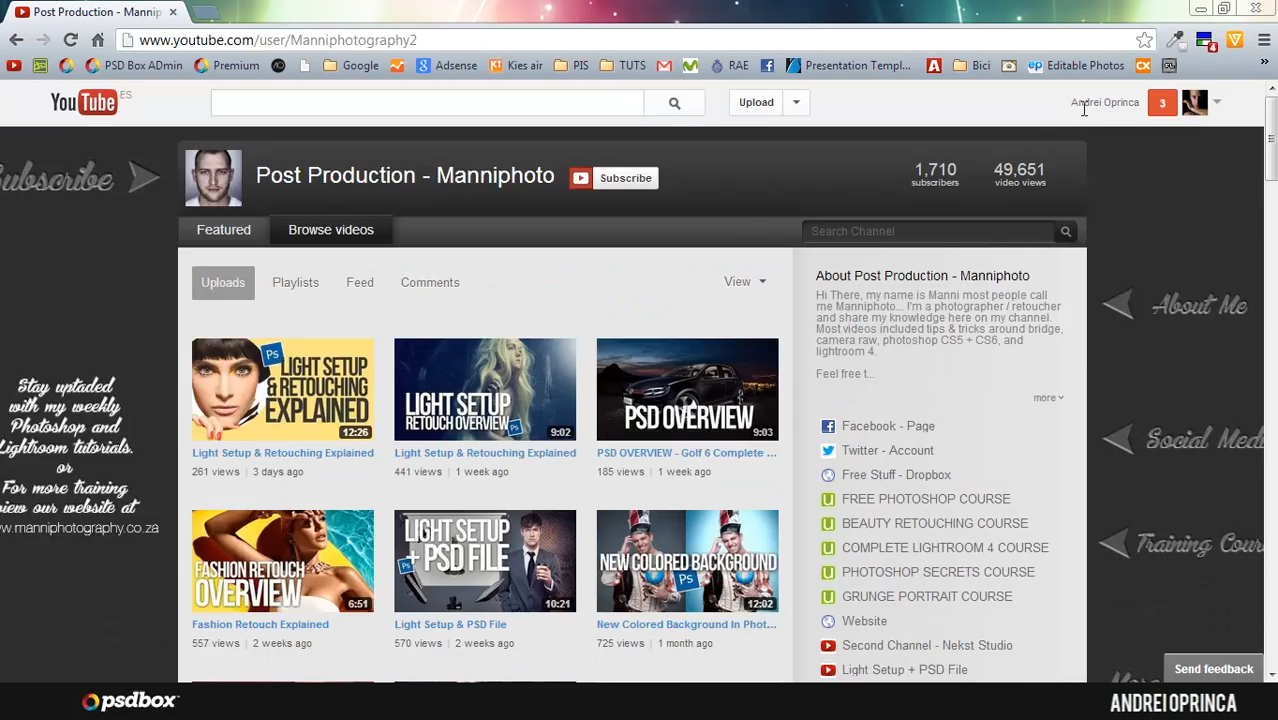 Post Production - Mannip
www.youtube.com/user/Manniphotography2
PSD Box ADmin
Premium
Google
Adsense
Kies air
PIS
TUTS
RAE
Presentation Templ...
Bici
Editable Photos
YouTube ES
Upload
Andrei Oprinca
3
Subscribe
Post Production - Manniphoto
Subscribe
1,710
subscribers
49,651
video views
Featured
Browse videos
Search Channel
Uploads
Playlists
Feed
Comments
View
LIGHT SETUP
& RETOUCHING
EXPLAINED
Ps
12:26
Light Setup & Retouching Explained
261 views
3 days ago
LIGHT SETUP
RETOUCH OVERVIEW
Ps
9:02
Light Setup & Retouching Explained
441 views
1 week ago
PSD OVERVIEW
9:03
PSD OVERVIEW - Golf 6 Complete ...
185 views
1 week ago
FASHION RETOUCH
OVERVIEW
6:51
Fashion Retouch Explained
557 views
2 weeks ago
LIGHT SETUP
+ PSD FILE
Ps
10:21
Light Setup & PSD File
570 views
2 weeks ago
NEW COLORED BACKGROUND
Ps
12:02
New Colored Background In Phot...
725 views
1 month ago
About Post Production - Manniphoto
Hi There, my name is Manni most people call
me Manniphoto... I'm a photographer / retoucher
and share my knowledge here on my channel.
Most videos included tips & tricks around bridge,
camera raw, photoshop CS5 + CS6, and
lightroom 4.
Feel free t...
more
Facebook - Page
Twitter - Account
Free Stuff - Dropbox
FREE PHOTOSHOP COURSE
BEAUTY RETOUCHING COURSE
COMPLETE LIGHTROOM 4 COURSE
PHOTOSHOP SECRETS COURSE
GRUNGE PORTRAIT COURSE
Website
Second Channel - Nekst Studio
Light Setup + PSD File
Stay uptaded
with my weekly
Photoshop and
Lightroom tutorials.
or
For more training
view our website at
w.manniphotography.co.za
About Me
Social Medi
Training Cour
Send feedback
psdbox
ANDREI OPRINCA